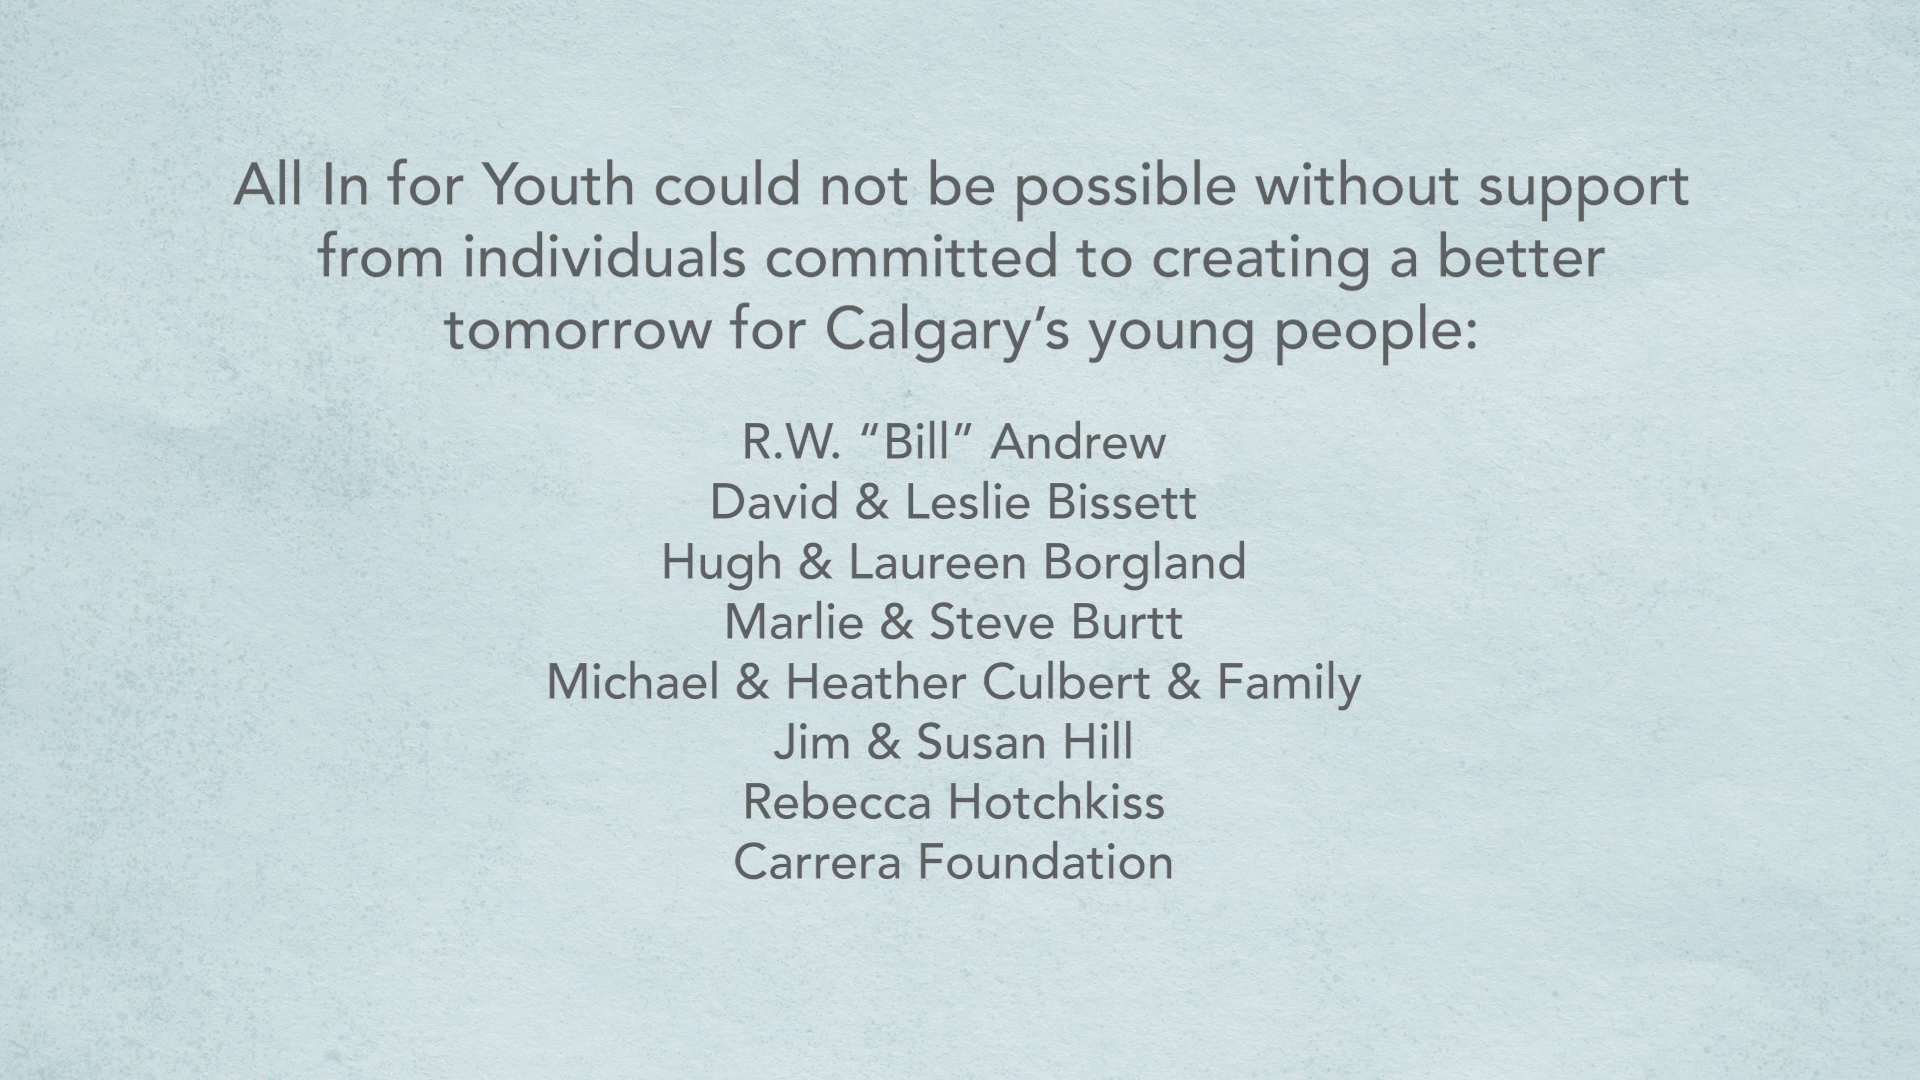 All In for Youth could not be possible without support
from individuals committed to creating a better
tomorrow for Calgary’s young people:
R.W. “Bill” Andrew
David & Leslie Bissett
Hugh & Laureen Borgland
Marlie & Steve Burtt
Michael & Heather Culbert & Family
Jim & Susan Hill
Rebecca Hotchkiss
Carrera Foundation